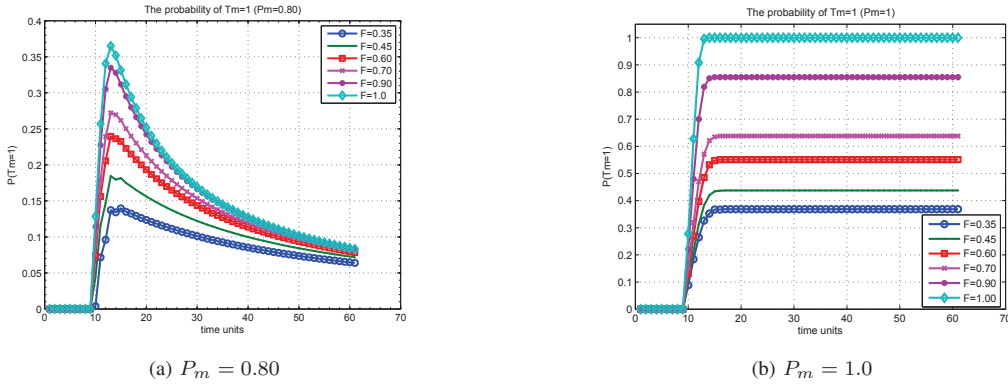 The probability of Tm=1 (Pm=0.80)
0.4
0.35
0.3
0.25
0.2
0.15
0.1
0.05
0
P(Tm=1)
F=0.35
F=0.45
F=0.60
F=0.70
F=0.90
F=1.0
0 10 20 30 40 50 60 70
time units
(a) P_m = 0.80
The probability of Tm=1 (Pm=1)
1
0.9
0.8
0.7
0.6
0.5
0.4
0.3
0.2
0.1
0
P(Tm=1)
F=0.35
F=0.45
F=0.60
F=0.70
F=0.90
F=1.00
0 10 20 30 40 50 60 70
time units
(b) P_m = 1.0